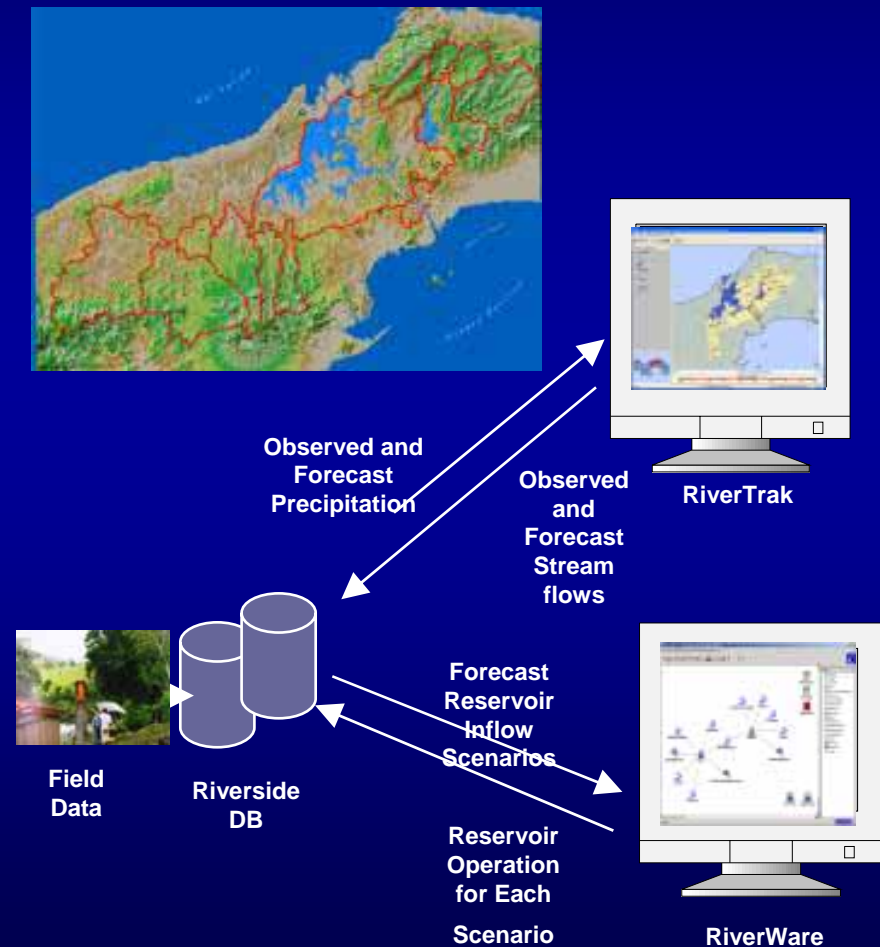 Observed and
Forecast
Precipitation
Observed
and
Forecast
Stream
flows
RiverTrak
Field
Data
Riverside
DB
Forecast
Reservoir
Inflow
Scenarios
Reservoir
Operation
for Each
Scenario
RiverWare